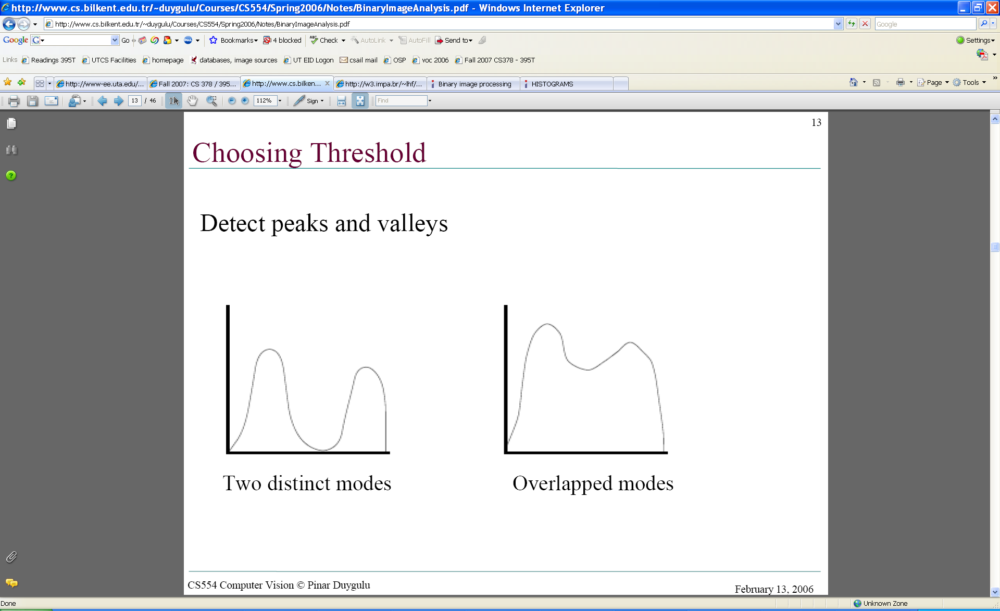 http://www.cs.bilkent.edu.tr/~duygulu/Courses/CS554/Spring2006/Notes/BinaryImageAnalysis.pdf - Windows Internet Explorer
http://www.cs.bilkent.edu.tr/~duygulu/Courses/CS554/Spring2006/Notes/BinaryImageAnalysis.pdf
Google
Google G Go Bookmarks 4 blocked ABC Check AutoLink AutoFill Send to Settings
Links Readings 395T UTCS Facilities homepage databases, image sources UT EID Logon csail mail OSP voc 2006 Fall 2007 CS378 - 395T
http://www-ee.uta.edu/... Fall 2007: CS 378 / 395... http://www.cs.bilken... http://w3.impa.br/~lhf/... Binary image processing HISTOGRAMS Page Tools
13 / 46 112% Sign Find
13
Choosing Threshold
Detect peaks and valleys
Two distinct modes
Overlapped modes
CS554 Computer Vision © Pinar Duygulu
February 13, 2006
Done
Unknown Zone